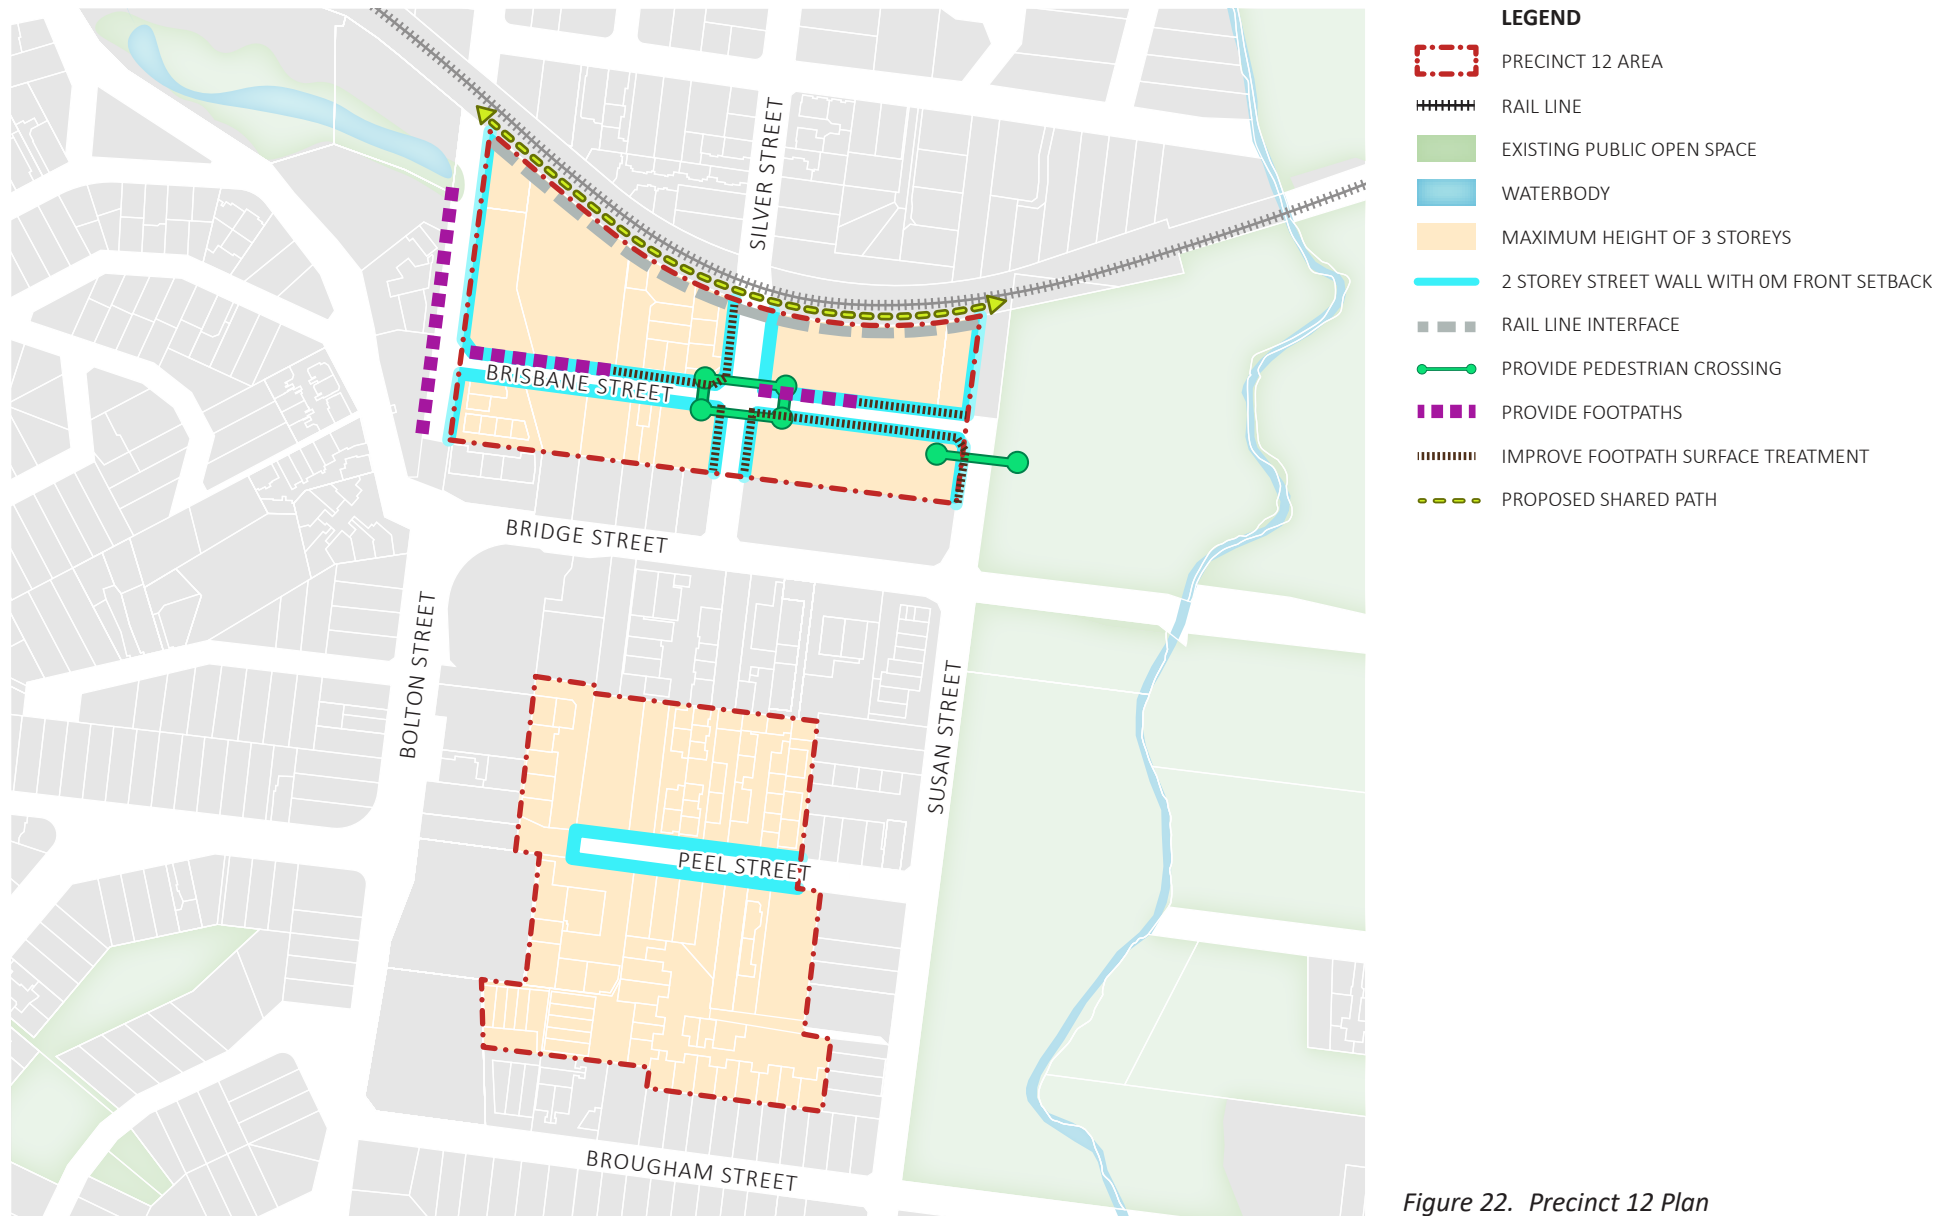 SILVER STREET
BRISBANE STREET
BRIDGE STREET
BOLTON STREET
SUSAN STREET
PEEL STREET
BROUGHAM STREET
LEGEND
PRECINCT 12 AREA
RAIL LINE
EXISTING PUBLIC OPEN SPACE
WATERBODY
MAXIMUM HEIGHT OF 3 STOREYS
2 STOREY STREET WALL WITH 0M FRONT SETBACK
RAIL LINE INTERFACE
PROVIDE PEDESTRIAN CROSSING
PROVIDE FOOTPATHS
IMPROVE FOOTPATH SURFACE TREATMENT
PROPOSED SHARED PATH
Figure 22. Precinct 12 Plan